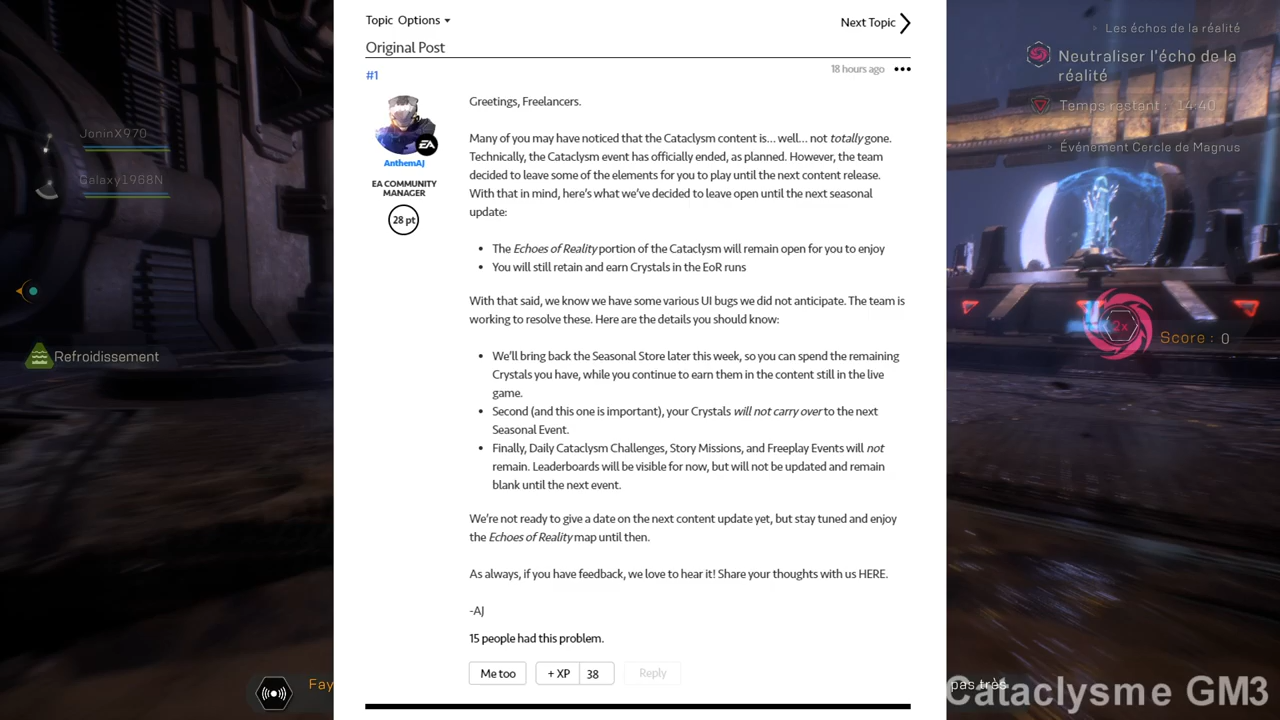 Topic Options
Next Topic
Original Post
#1
18 hours ago
AnthemAJ
EA COMMUNITY
MANAGER
28 pt
Greetings, Freelancers.
Many of you may have noticed that the Cataclysm content is... well... not totally gone.
Technically, the Cataclysm event has officially ended, as planned. However, the team
decided to leave some of the elements for you to play until the next content release.
With that in mind, here's what we've decided to leave open until the next seasonal
update:
• The Echoes of Reality portion of the Cataclysm will remain open for you to enjoy
• You will still retain and earn Crystals in the EoR runs
With that said, we know we have some various UI bugs we did not anticipate. The team is
working to resolve these. Here are the details you should know:
• We'll bring back the Seasonal Store later this week, so you can spend the remaining
Crystals you have, while you continue to earn them in the content still in the live
game.
• Second (and this one is important), your Crystals will not carry over to the next
Seasonal Event.
• Finally, Daily Cataclysm Challenges, Story Missions, and Freeplay Events will not
remain. Leaderboards will be visible for now, but will not be updated and remain
blank until the next event.
We're not ready to give a date on the next content update yet, but stay tuned and enjoy
the Echoes of Reality map until then.
As always, if you have feedback, we love to hear it! Share your thoughts with us HERE.
-AJ
15 people had this problem.
Me too
+ XP 38
Reply
JoninX970
Galaxy1988N
Refroidissement
Fay
Les échos de la réalité
Neutraliser l'écho de la
réalité
Temps restant : 14:40
Événement Cercle de Magnus
2x
Score : 0
pas très
Cataclysme GM3